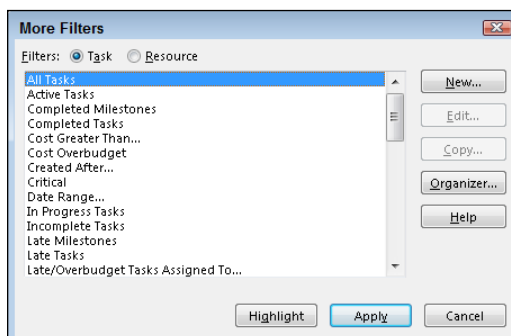 More Filters
Filters: Task Resource
All Tasks
Active Tasks
Completed Milestones
Completed Tasks
Cost Greater Than...
Cost Overbudget
Created After...
Critical
Date Range...
In Progress Tasks
Incomplete Tasks
Late Milestones
Late Tasks
Late/Overbudget Tasks Assigned To...
New...
Edit...
Copy...
Organizer...
Help
Highlight Apply Cancel